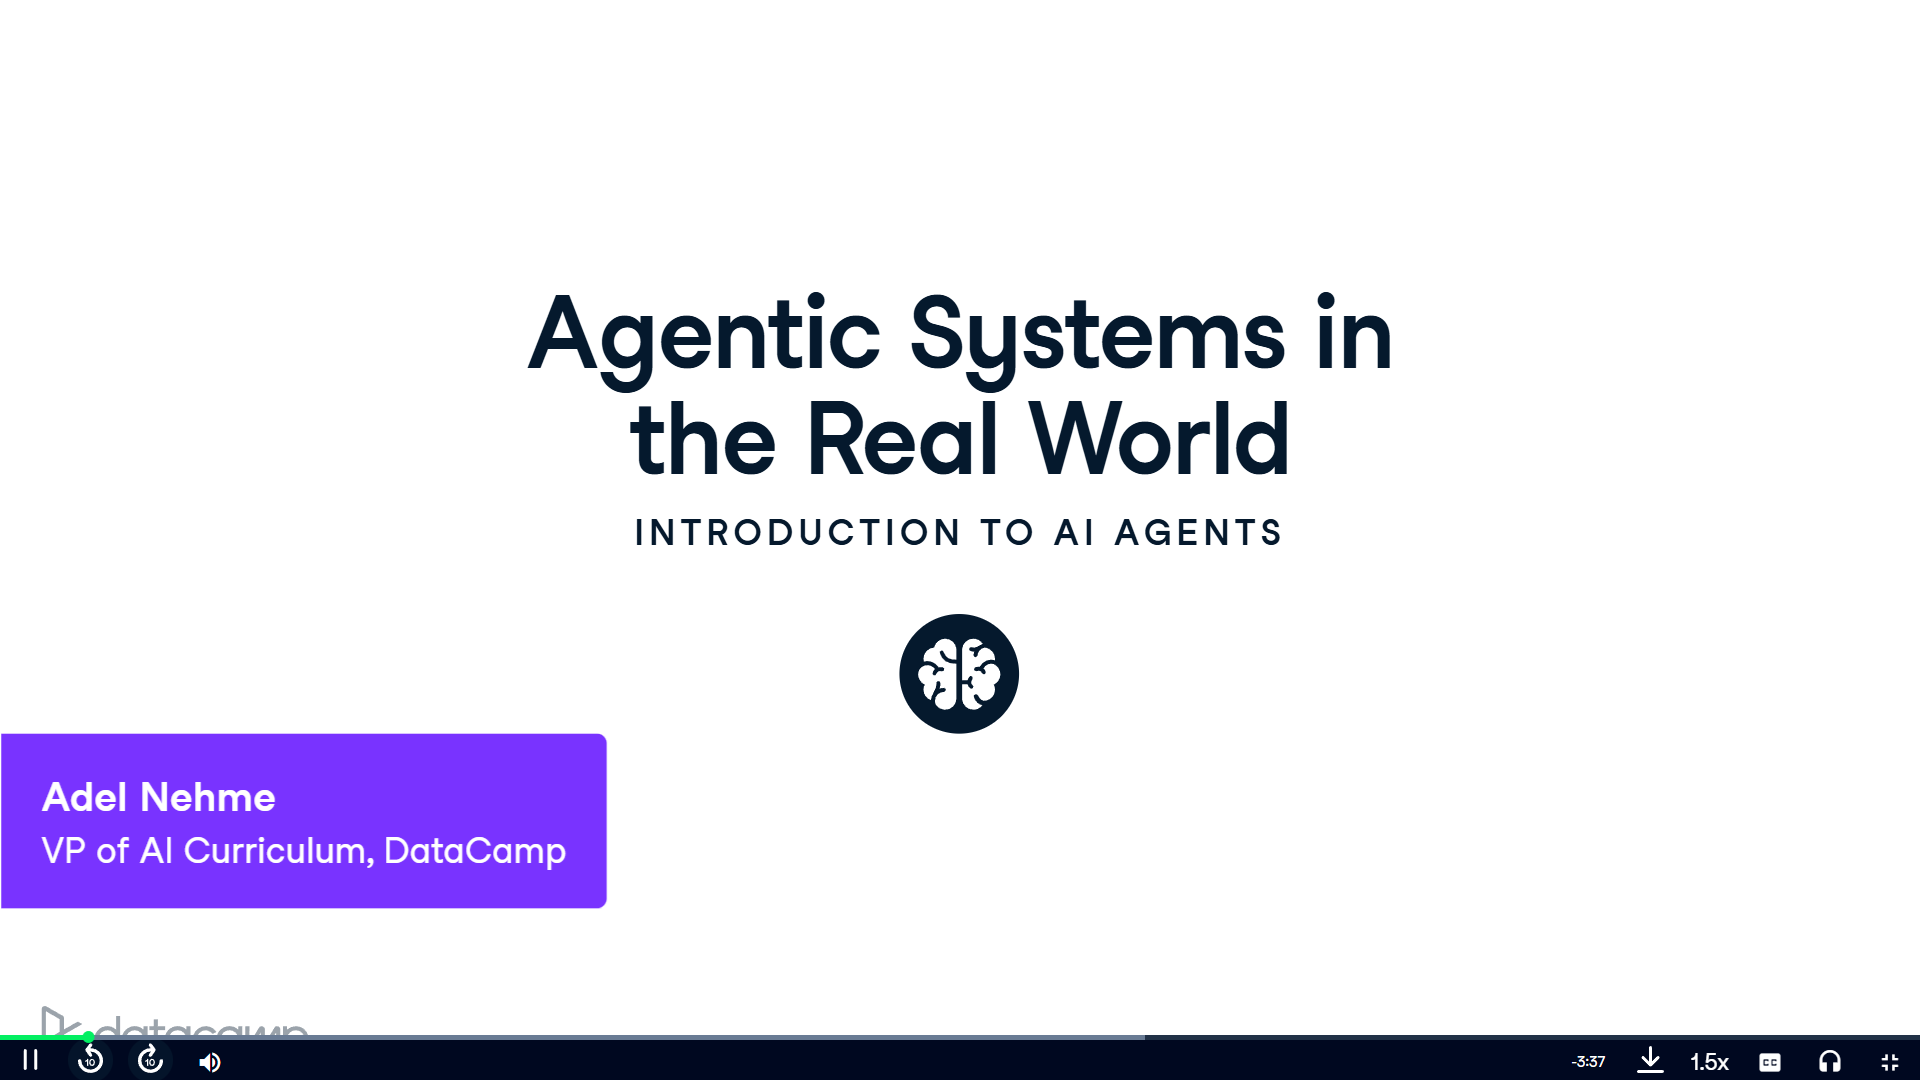 Agentic Systems in
the Real World
INTRODUCTION TO AI AGENTS
Adel Nehme
VP of AI Curriculum, DataCamp
datacamp
10
10
-3:37
1.5x
CC